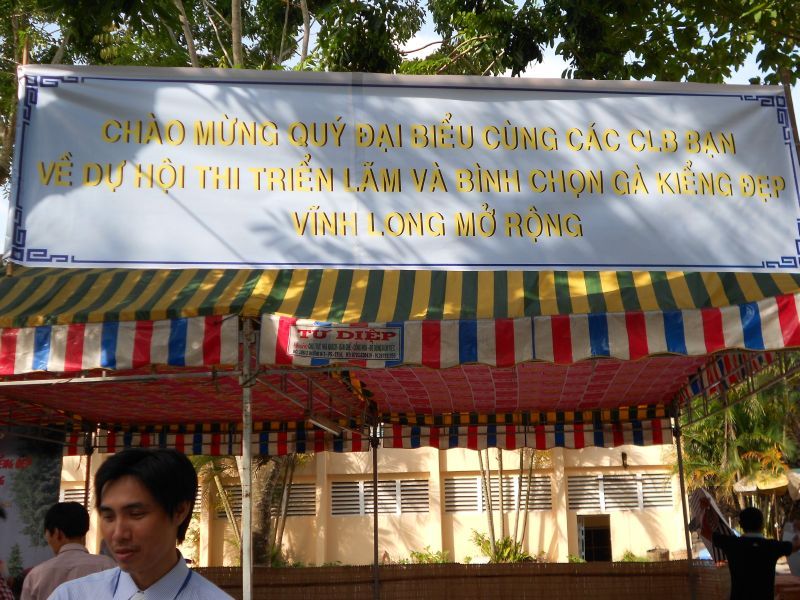 CHÀO MỪNG QUÝ ĐẠI BIỂU CÙNG CÁC CLB BẠN
VỀ DỰ HỘI THI TRIỂN LÃM VÀ BÌNH CHỌN GÀ KIỂNG ĐẸP
VĨNH LONG MỞ RỘNG
TƯ DIỆP